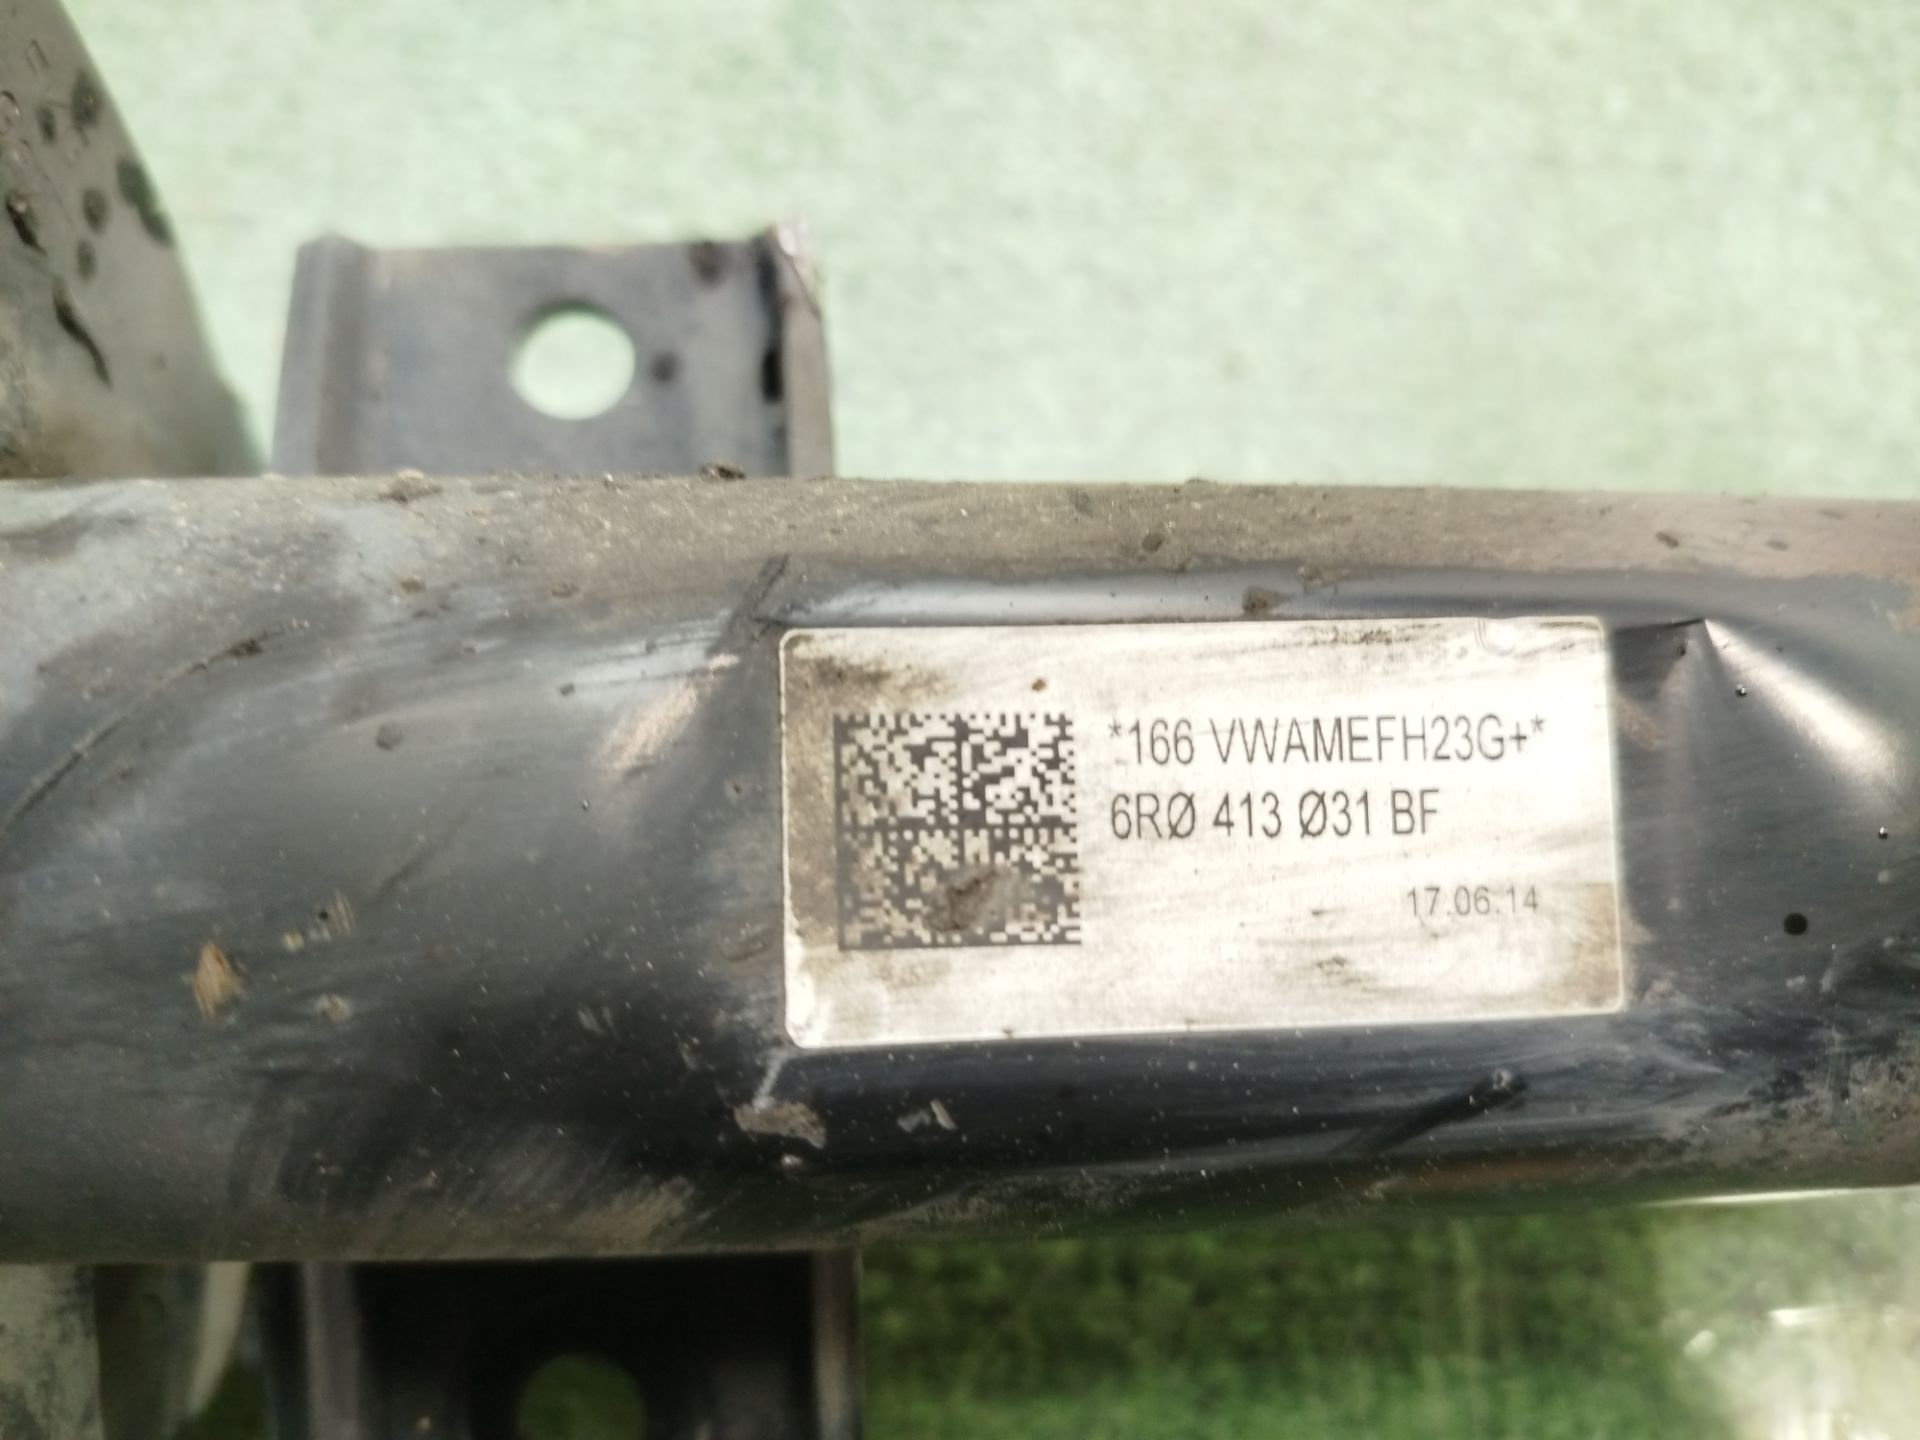 *166 VWAMEFH23G+*
6RØ 413 Ø31 BF
17.06.14